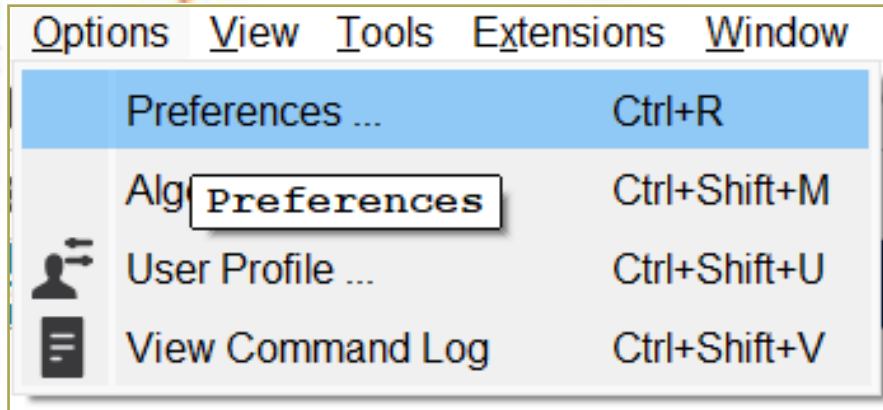 Options View Tools Extensions Window
Preferences ... Ctrl+R
Ctrl+Shift+M
Preferences
User Profile ... Ctrl+Shift+U
View Command Log Ctrl+Shift+V